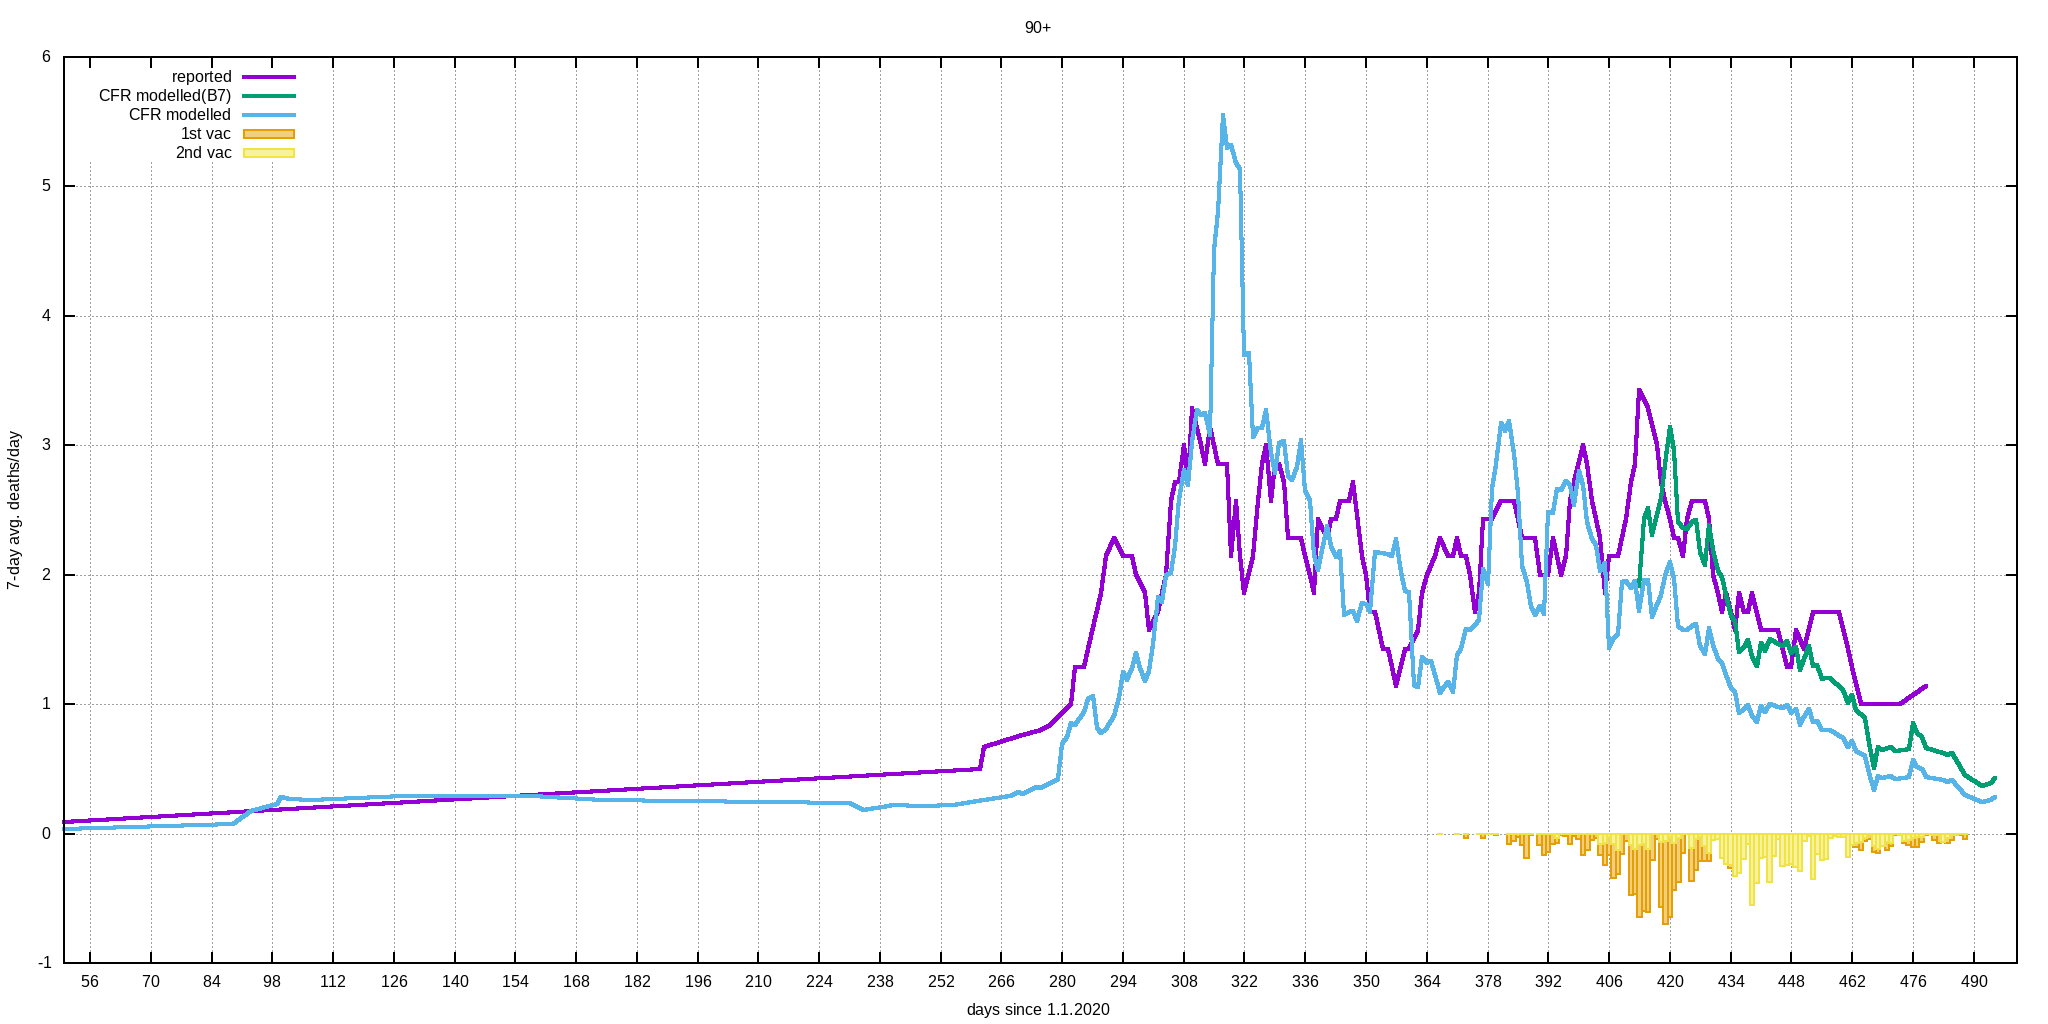 90+
reported
CFR modelled(B7)
CFR modelled
1st vac
2nd vac
6
5
4
3
2
1
0
-1
7-day avg. deaths/day
56 70 84 98 112 126 140 154 168 182 196 210 224 238 252 266 280 294 308 322 336 350 364 378 392 406 420 434 448 462 476 490
days since 1.1.2020